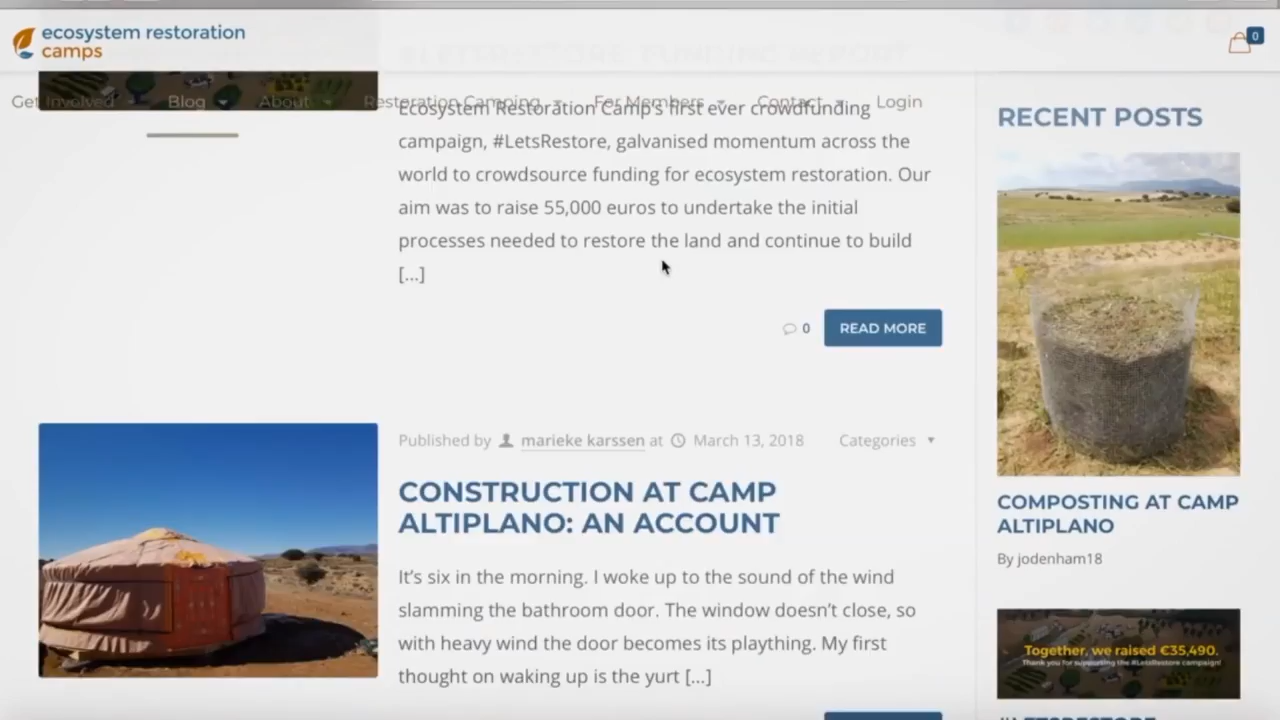 ecosystem restoration
camps
0
Get Involved Blog About Restoration Camping For Members Contact Login
Ecosystem Restoration Camp's first ever crowdfunding
campaign, #LetsRestore, galvanised momentum across the
world to crowdsource funding for ecosystem restoration. Our
aim was to raise 55,000 euros to undertake the initial
processes needed to restore the land and continue to build
[...]
0 READ MORE
Published by marieke karssen at March 13, 2018 Categories
CONSTRUCTION AT CAMP
ALTIPLANO: AN ACCOUNT
It's six in the morning. I woke up to the sound of the wind
slamming the bathroom door. The window doesn't close, so
with heavy wind the door becomes its plaything. My first
thought on waking up is the yurt [...]
RECENT POSTS
COMPOSTING AT CAMP
ALTIPLANO
By jodenham18
Together, we raised €35,490.
Thank you for supporting the #LetsRestore campaign!